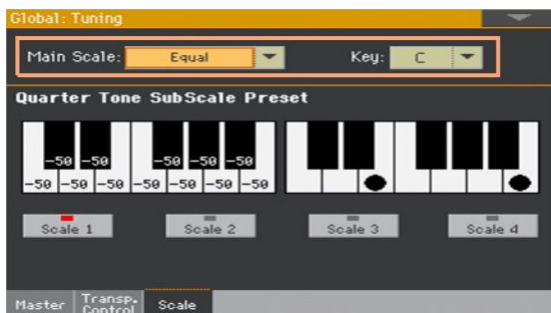 Global: Tuning
Main Scale: Equal Key: C
Quarter Tone SubScale Preset
-50 -50 -50 -50 -50
-50 -50 -50 -50 -50 -50 -50
Scale 1 Scale 2 Scale 3 Scale 4
Master Transp. Control Scale